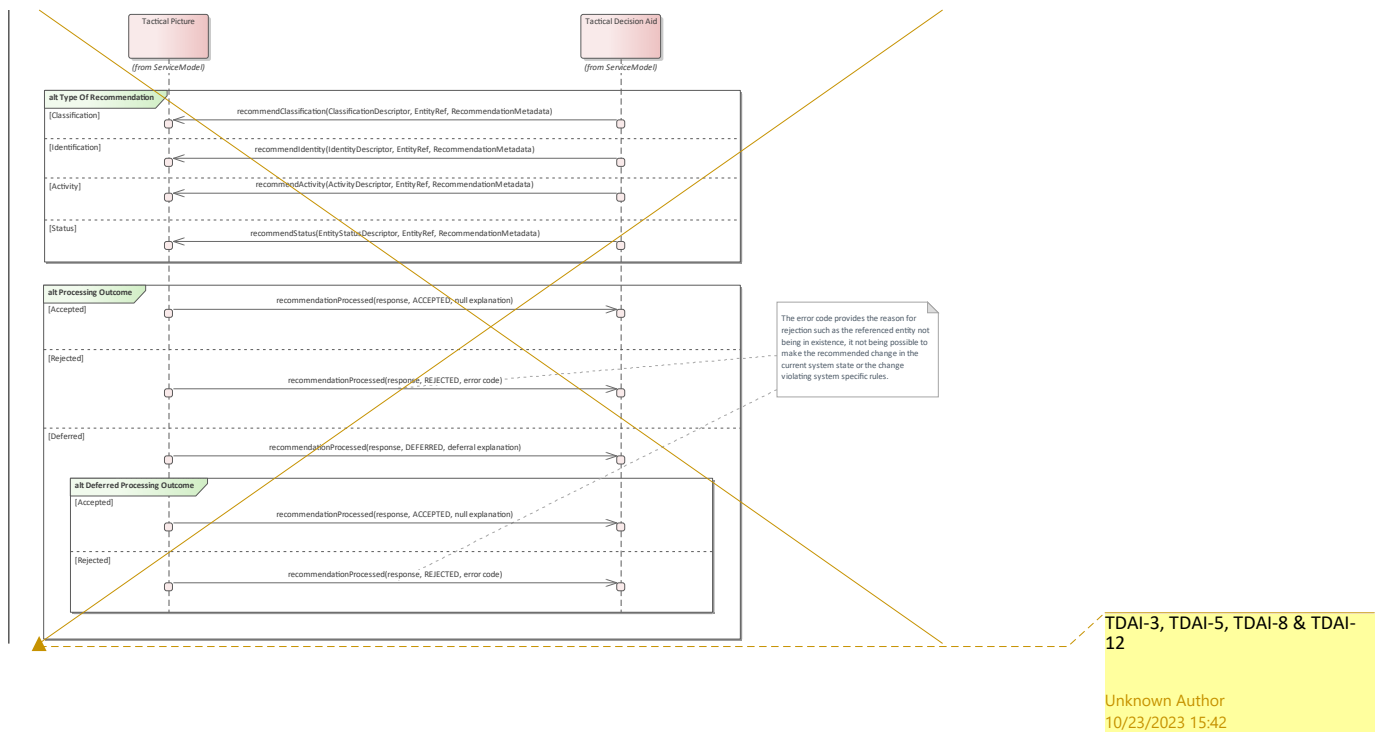 Tactical Picture
Tactical Decision Aid
(from ServiceModel)
(from ServiceModel)
alt Type Of Recommendation
[Classification]
recommendClassification(ClassificationDescriptor, EntityRef, RecommendationMetadata)
[Identification]
recommendIdentity(IdentityDescriptor, EntityRef, RecommendationMetadata)
[Activity]
recommendActivity(ActivityDescriptor, EntityRef, RecommendationMetadata)
[Status]
recommendStatus(EntityStatusDescriptor, EntityRef, RecommendationMetadata)
alt Processing Outcome
[Accepted]
recommendationProcessed(response, ACCEPTED, null explanation)
The error code provides the reason for
rejection such as the referenced entity not
being in existence, it not being possible to
make the recommended change in the
current system state or the change
violating system specific rules.
[Rejected]
recommendationProcessed(response, REJECTED, error code)
[Deferred]
recommendationProcessed(response, DEFERRED, deferral explanation)
alt Deferred Processing Outcome
[Accepted]
recommendationProcessed(response, ACCEPTED, null explanation)
[Rejected]
recommendationProcessed(response, REJECTED, error code)
TDAI-3, TDAI-5, TDAI-8 & TDAI-
12
Unknown Author
10/23/2023 15:42